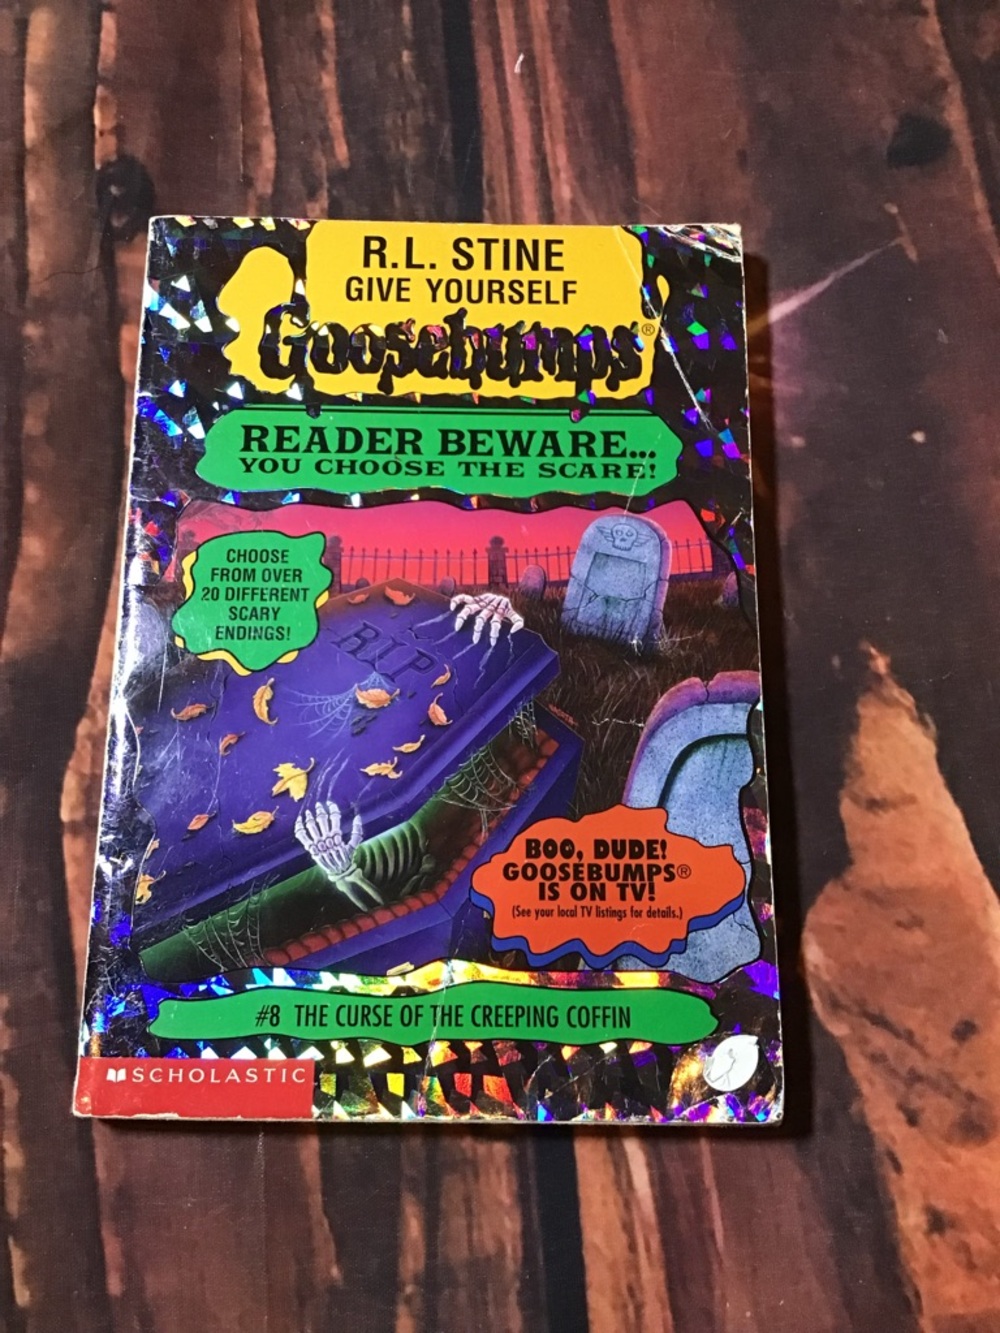 R.L. STINE
GIVE YOURSELF
Goosebumps®
READER BEWARE...
YOU CHOOSE THE SCARE!
CHOOSE
FROM OVER
20 DIFFERENT
SCARY
ENDINGS!
RIP
BOO, DUDE!
GOOSEBUMPS®
IS ON TV!
(See your local TV listings for details.)
#8 THE CURSE OF THE CREEPING COFFIN
SCHOLASTIC